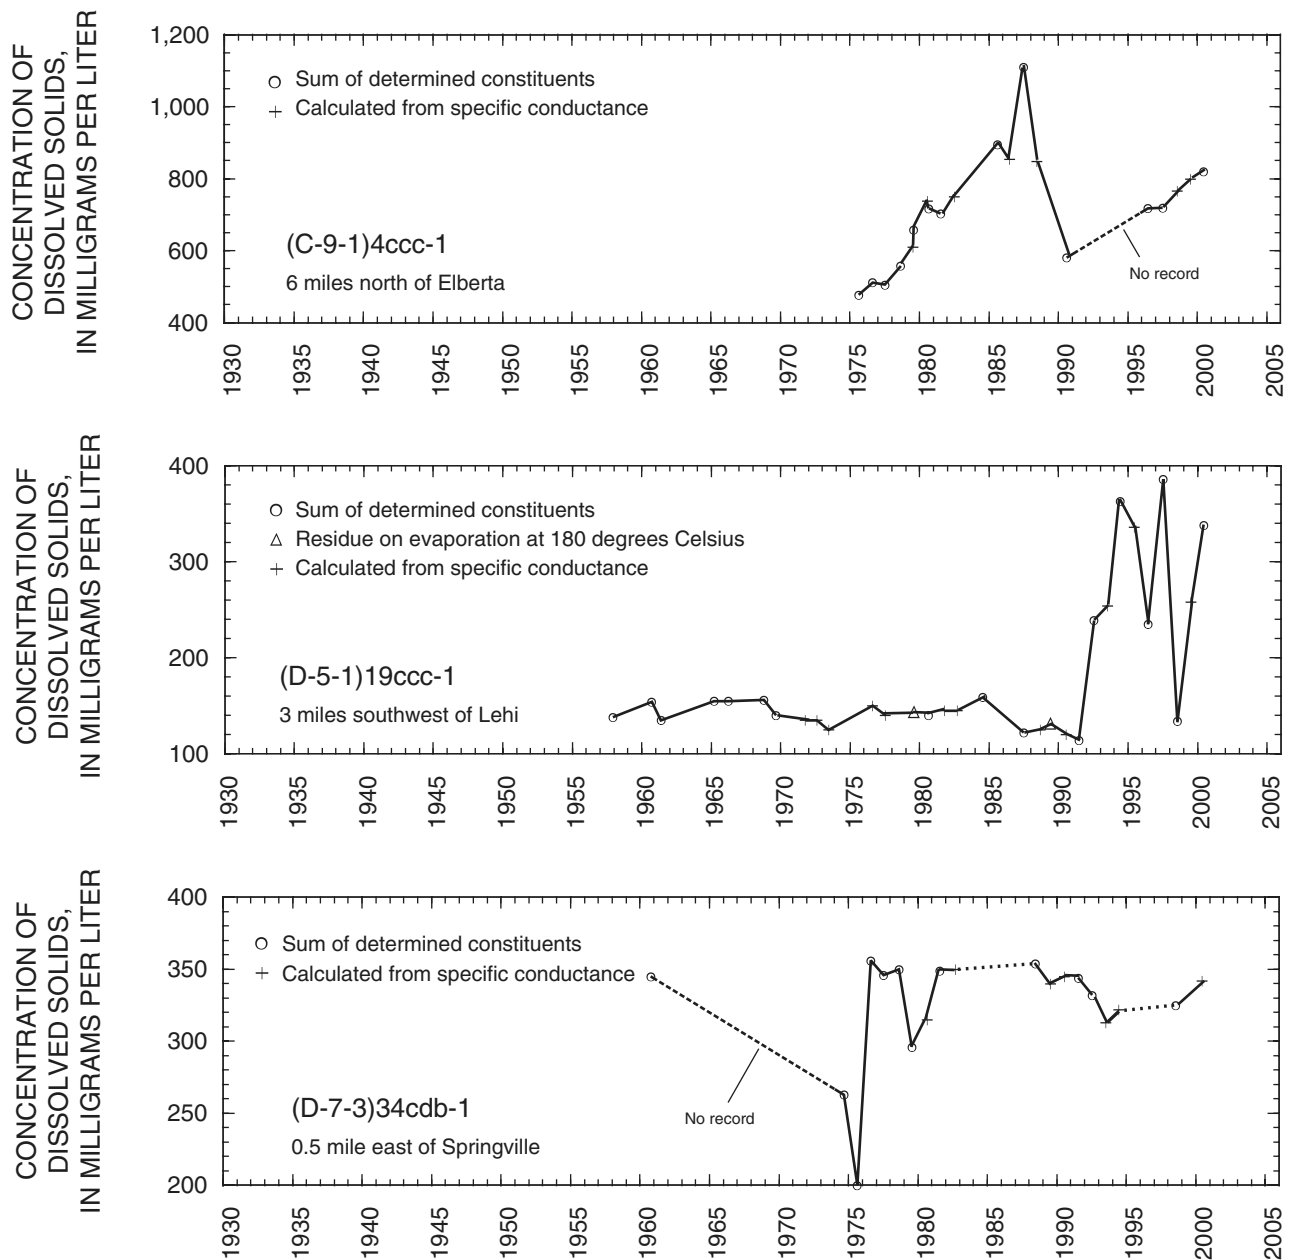 CONCENTRATION OF
DISSOLVED SOLIDS,
IN MILLIGRAMS PER LITER
1,200
1,000
800
600
400
Sum of determined constituents
Calculated from specific conductance
(C-9-1)4ccc-1
6 miles north of Elberta
No record
1930 1935 1940 1945 1950 1955 1960 1965 1970 1975 1980 1985 1990 1995 2000 2005
CONCENTRATION OF
DISSOLVED SOLIDS,
IN MILLIGRAMS PER LITER
400
300
200
100
Sum of determined constituents
Residue on evaporation at 180 degrees Celsius
Calculated from specific conductance
(D-5-1)19ccc-1
3 miles southwest of Lehi
1930 1935 1940 1945 1950 1955 1960 1965 1970 1975 1980 1985 1990 1995 2000 2005
CONCENTRATION OF
DISSOLVED SOLIDS,
IN MILLIGRAMS PER LITER
400
350
300
250
200
Sum of determined constituents
Calculated from specific conductance
No record
(D-7-3)34cdb-1
0.5 mile east of Springville
1930 1935 1940 1945 1950 1955 1960 1965 1970 1975 1980 1985 1990 1995 2000 2005